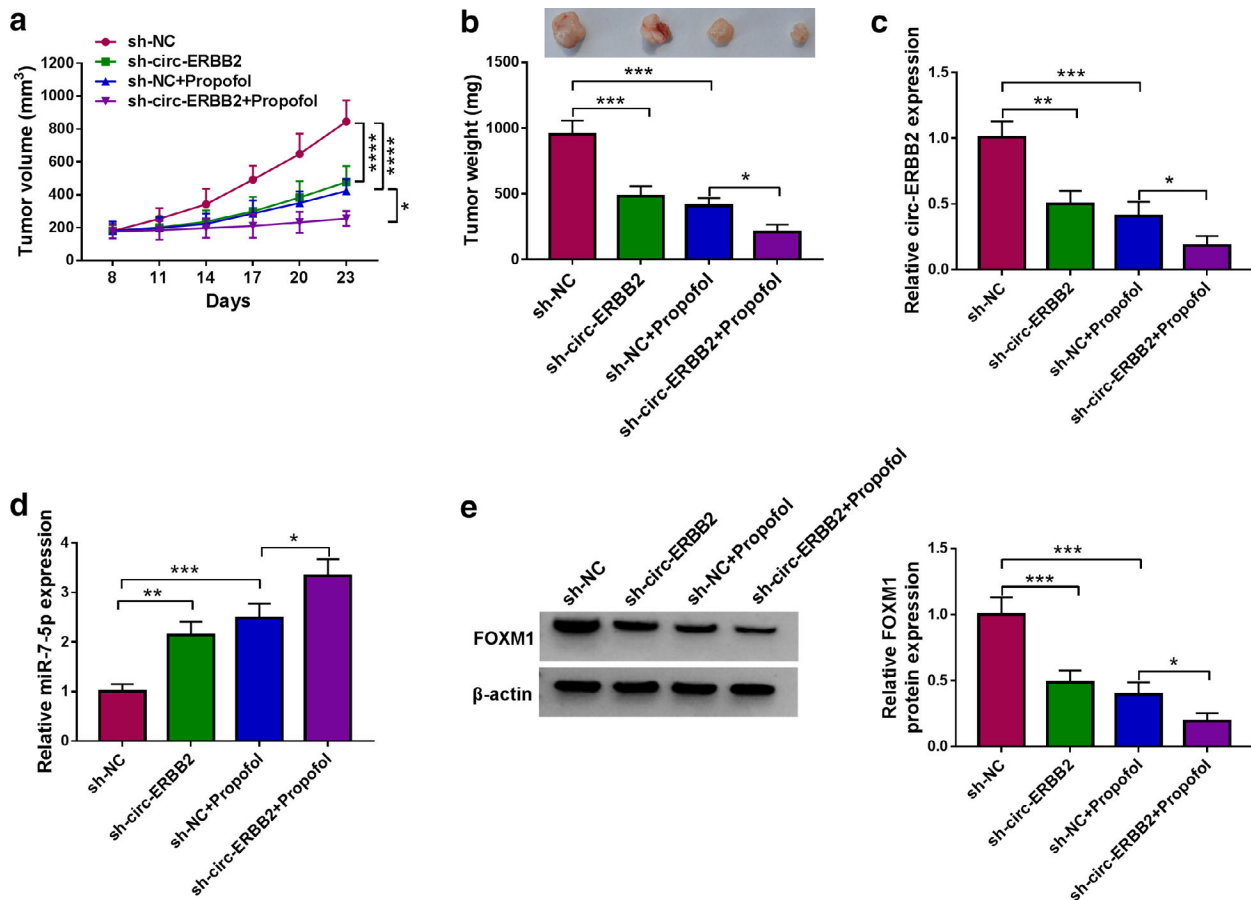 a
sh-NC
sh-circ-ERBB2
sh-NC+Propofol
sh-circ-ERBB2+Propofol
Tumor volume (mm3)
1200
1000
800
600
400
200
0
****
****
*
8 11 14 17 20 23
Days
b
Tumor weight (mg)
1500
1000
500
0
***
***
*
sh-NC
sh-circ-ERBB2
sh-NC+Propofol
sh-circ-ERBB2+Propofol
c
Relative circ-ERBB2 expression
1.5
1.0
0.5
0.0
***
**
*
sh-NC
sh-circ-ERBB2
sh-NC+Propofol
sh-circ-ERBB2+Propofol
d
Relative miR-7-5p expression
4
3
2
1
0
*
***
**
sh-NC
sh-circ-ERBB2
sh-NC+Propofol
sh-circ-ERBB2+Propofol
e
sh-NC
sh-circ-ERBB2
sh-NC+Propofol
sh-circ-ERBB2+Propofol
FOXM1
β-actin
Relative FOXM1
protein expression
1.5
1.0
0.5
0.0
***
***
*
sh-NC
sh-circ-ERBB2
sh-NC+Propofol
sh-circ-ERBB2+Propofol